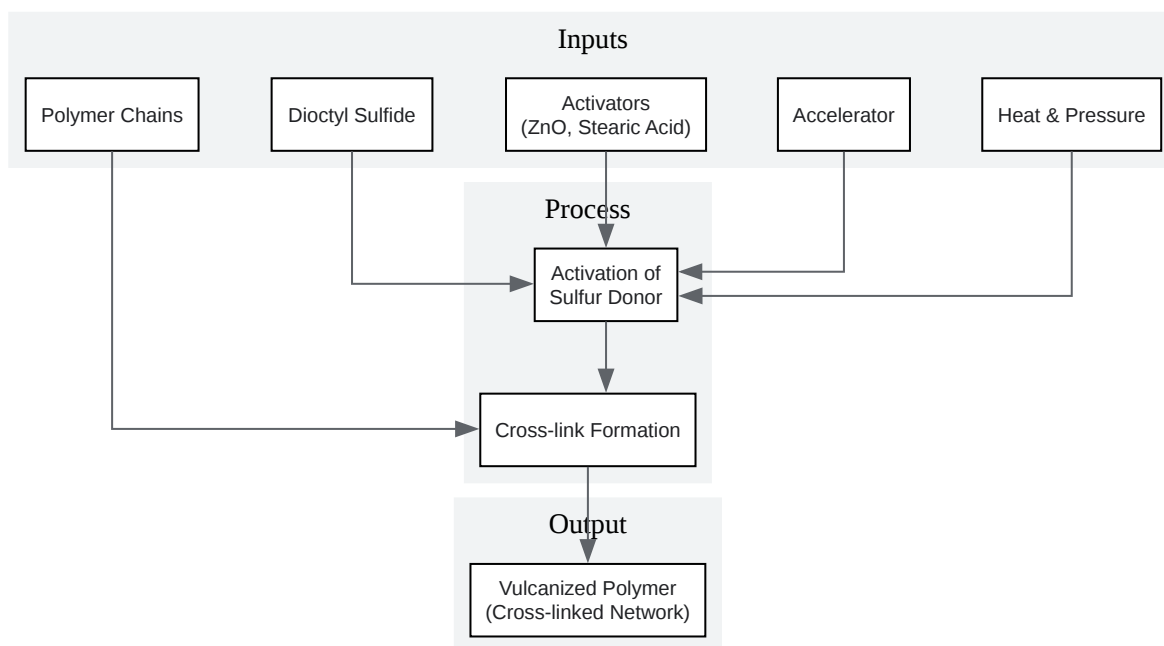 Inputs
Polymer Chains
Dioctyl Sulfide
Activators
(ZnO, Stearic Acid)
Accelerator
Heat & Pressure
Process
Activation of
Sulfur Donor
Cross-link Formation
Output
Vulcanized Polymer
(Cross-linked Network)